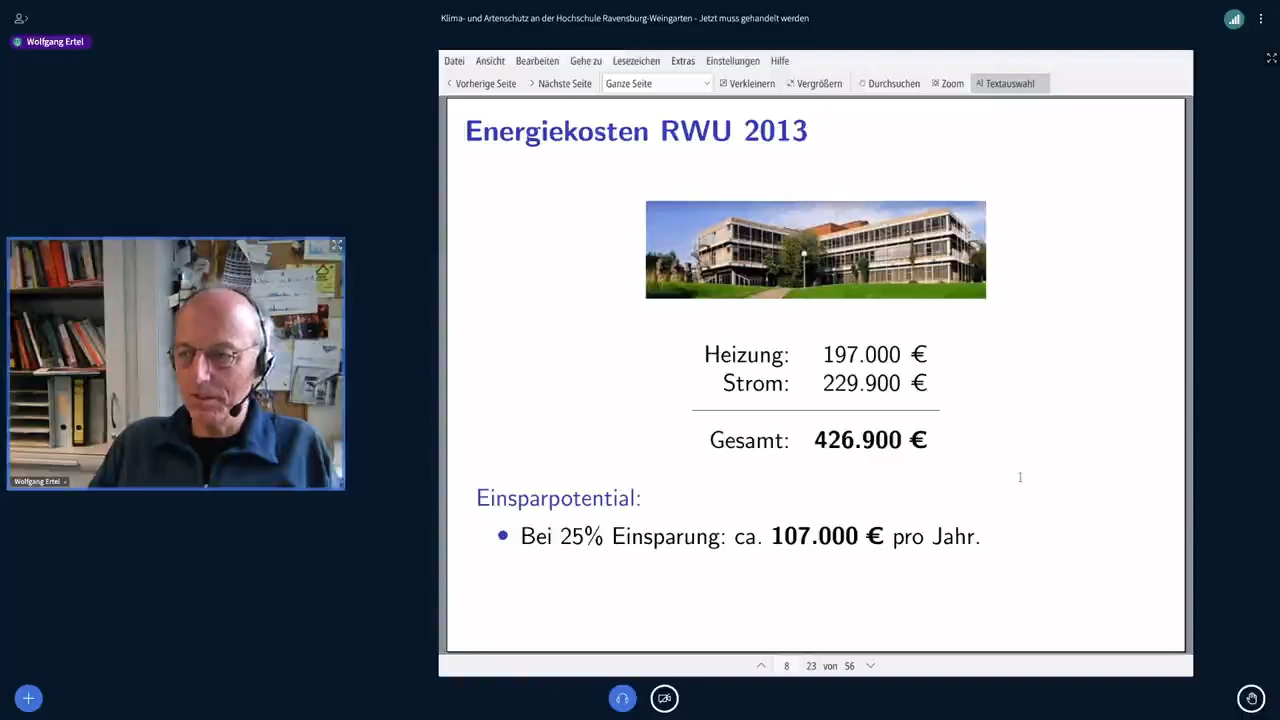 Klima- und Artenschutz an der Hochschule Ravensburg-Weingarten - Jetzt muss gehandelt werden
Wolfgang Ertel
Datei Ansicht Bearbeiten Gehe zu Lesezeichen Extras Einstellungen Hilfe
Vorherige Seite Nächste Seite Ganze Seite Verkleinern Vergrößern Durchsuchen Zoom Textauswahl
Energiekosten RWU 2013
Heizung: 197.000 €
Strom: 229.900 €
Gesamt: 426.900 €
Einsparpotential:
• Bei 25% Einsparung: ca. 107.000 € pro Jahr.
Wolfgang Ertel
8 23 von 56